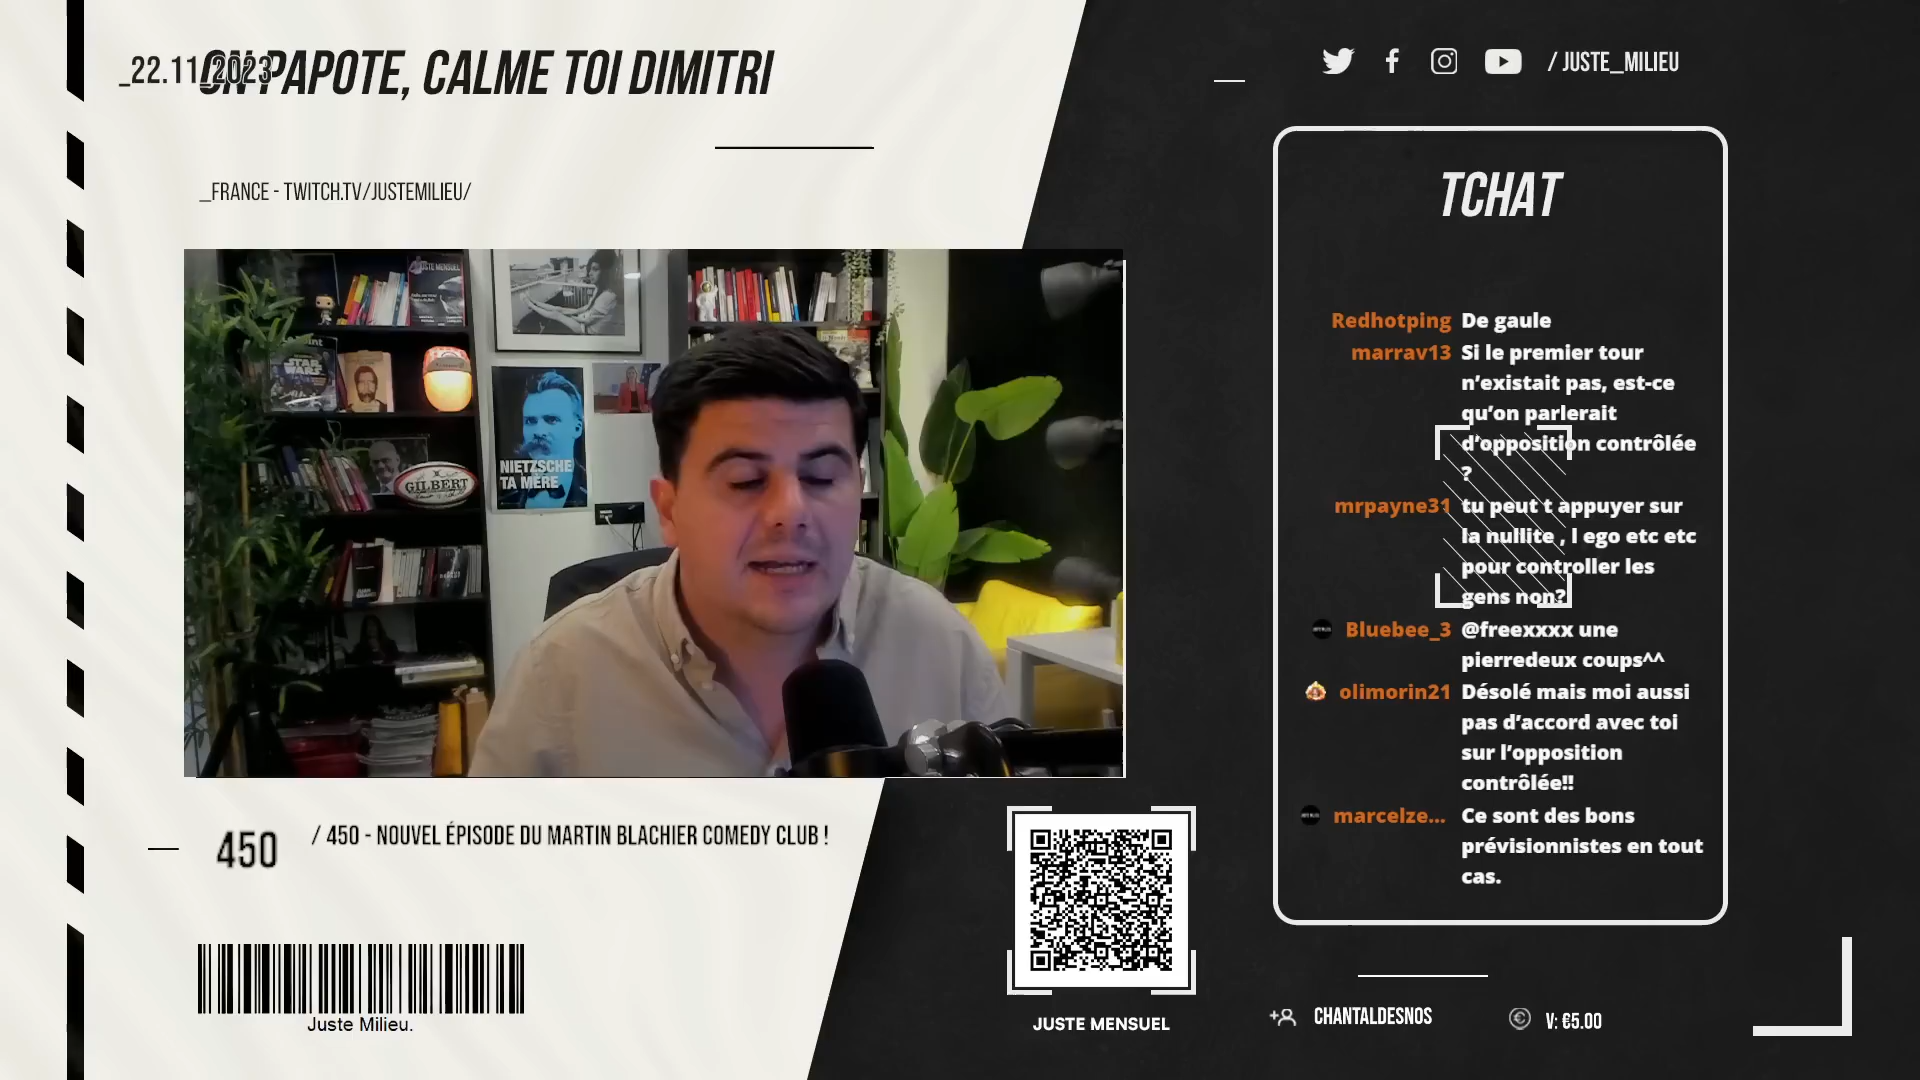 _22.11.2023
ON PAPOTE, CALME TOI DIMITRI
_FRANCE - TWITCH.TV/JUSTEMILIEU/
/ JUSTE_MILIEU
TCHAT
Redhotping De gaule
marrav13 Si le premier tour
n’existait pas, est-ce
qu’on parlerait
d’opposition contrôlée
?
mrpayne31 tu peut t appuyer sur
la nullite , l ego etc etc
pour controller les
gens non?
Bluebee_3 @freexxxx une
pierredeux coups^^
olimorin21 Désolé mais moi aussi
pas d’accord avec toi
sur l’opposition
contrôlée!!
marcelze... Ce sont des bons
prévisionnistes en tout
cas.
JUSTE MENSUEL
STAR
WARS
GILBERT
NIETZSCHE
TA MÈRE
450
/ 450 - NOUVEL ÉPISODE DU MARTIN BLACHIER COMEDY CLUB !
Juste Milieu.
JUSTE MENSUEL
CHANTALDESNOS
V: €5.00